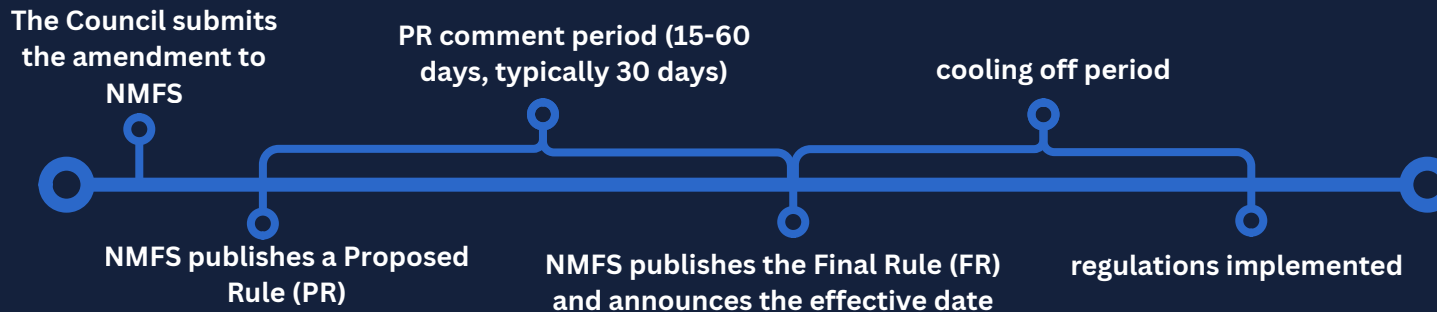 The Council submits
the amendment to
NMFS
PR comment period (15-60
days, typically 30 days)
cooling off period
NMFS publishes a Proposed
Rule (PR)
NMFS publishes the Final Rule (FR)
and announces the effective date
regulations implemented